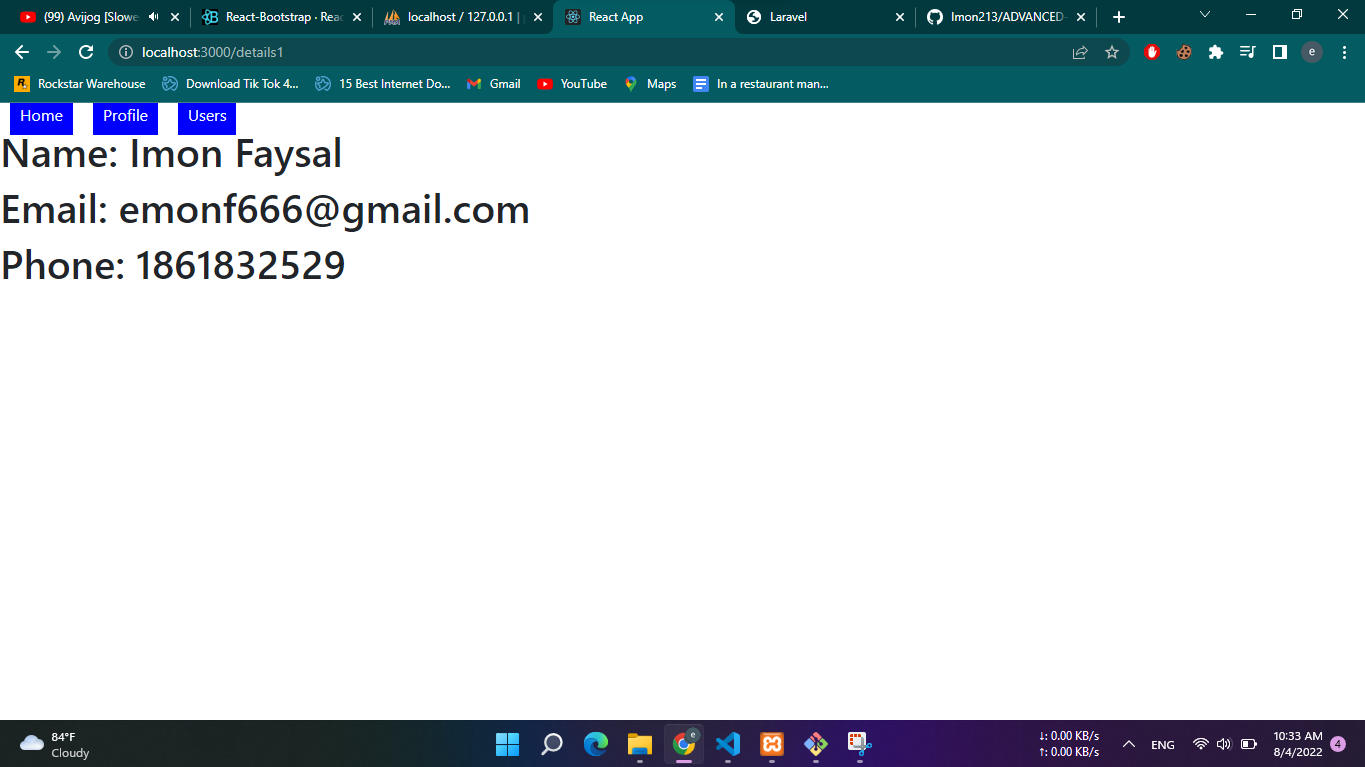 (99) Avijog [Slowe
React-Bootstrap · Reac
localhost / 127.0.0.1 | p
React App
Laravel
Imon213/ADVANCED-
localhost:3000/details1
e
Rockstar Warehouse
Download Tik Tok 4...
15 Best Internet Do...
Gmail
YouTube
Maps
In a restaurant man...
Home
Profile
Users
Name: Imon Faysal
Email: emonf666@gmail.com
Phone: 1861832529
84°F
Cloudy
↓: 0.00 KB/s
↑: 0.00 KB/s
ENG
10:33 AM
8/4/2022
4